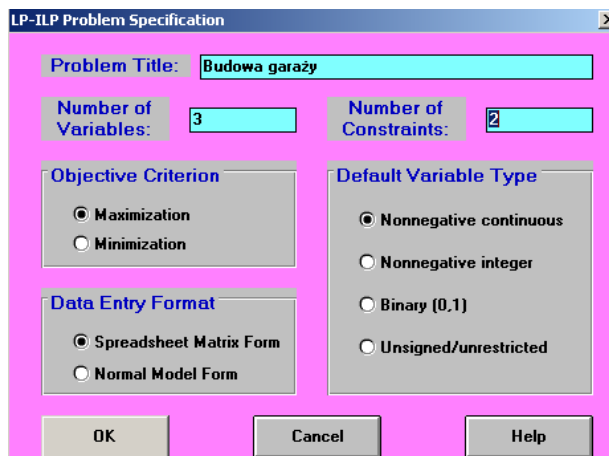 LP-ILP Problem Specification
Problem Title: Budowa garaży
Number of Variables: 3
Number of Constraints: 2
Objective Criterion
Maximization
Minimization
Default Variable Type
Nonnegative continuous
Nonnegative integer
Binary (0,1)
Unsigned/unrestricted
Data Entry Format
Spreadsheet Matrix Form
Normal Model Form
OK
Cancel
Help